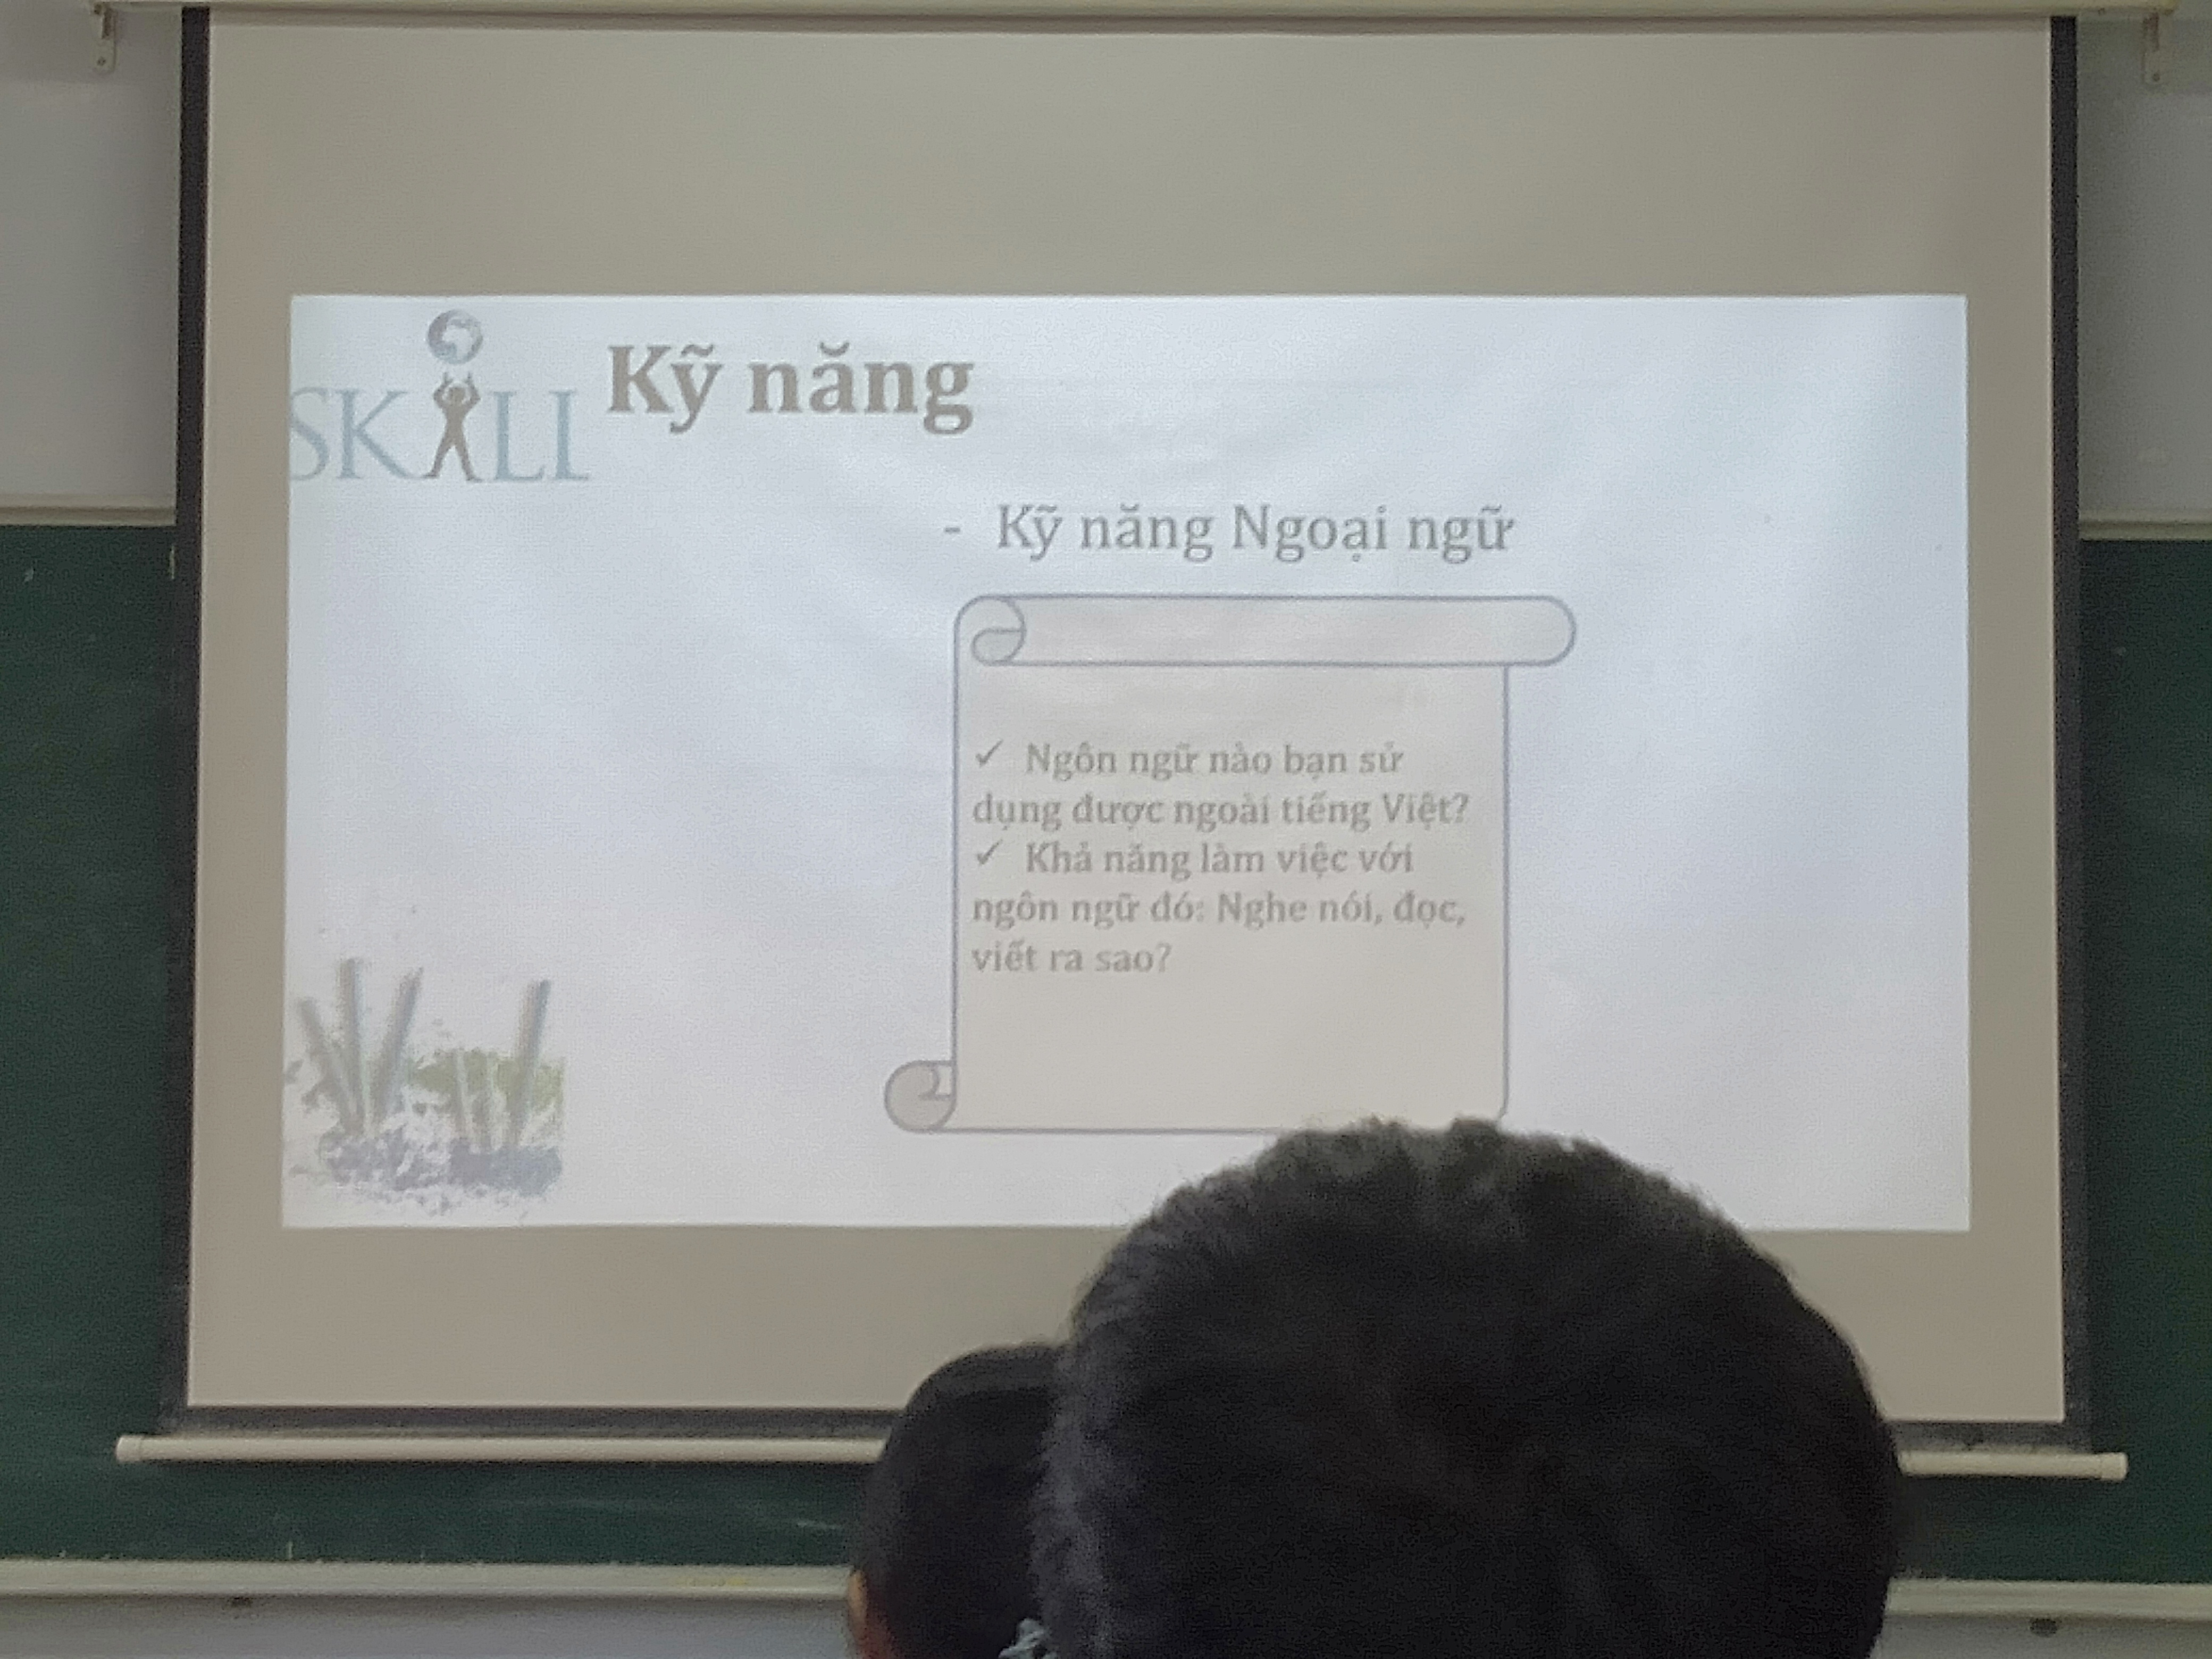 SKILL
Kỹ năng
- Kỹ năng Ngoại ngữ
✓ Ngôn ngữ nào bạn sử
dụng được ngoài tiếng Việt?
✓ Khả năng làm việc với
ngôn ngữ đó: Nghe nói, đọc,
viết ra sao?